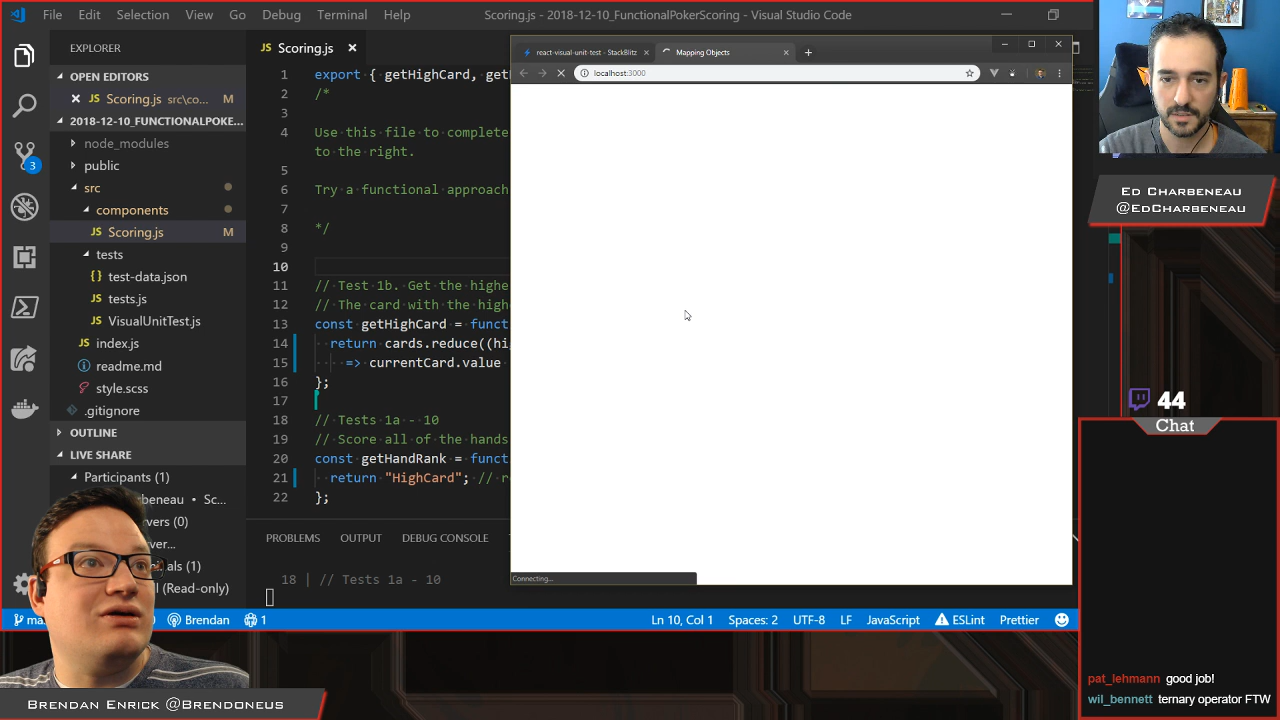 File Edit Selection View Go Debug Terminal Help
Scoring.js - 2018-12-10_FunctionalPokerScoring - Visual Studio Code
EXPLORER
OPEN EDITORS
JS Scoring.js src\co... M
2018-12-10_FUNCTIONALPOKE...
node_modules
public
src
components
JS Scoring.js M
tests
{} test-data.json
JS tests.js
JS VisualUnitTest.js
JS index.js
readme.md
style.scss
.gitignore
OUTLINE
LIVE SHARE
Participants (1)
Sc...
(0)
(1)
(Read-only)
3
JS Scoring.js
1 export { getHighCard,
2 /*
3
4 Use this file to complete
to the right.
5
6 Try a functional approach
7
8 */
9
10
11 // Test 1b. Get the
12 // The card with the
13 const getHighCard =
14 return cards.reduce((
15 => currentCard.value
16 };
17
18 // Tests 1a - 10
19 // Score all of the hands
20 const getHandRank =
21 return "HighCard"; //
22 };
PROBLEMS OUTPUT DEBUG CONSOLE
18 | // Tests 1a - 10
react-visual-unit-test - StackBlitz
Mapping Objects
localhost:3000
Connecting...
Brendan 1
Ln 10, Col 1 Spaces: 2 UTF-8 LF JavaScript ESLint Prettier
ED CHARBENEAU
@EDCHARBENEAU
44
Chat
pat_lehmann good job!
wil_bennett ternary operator FTW
BRENDAN ENRICK @BRENDONEUS